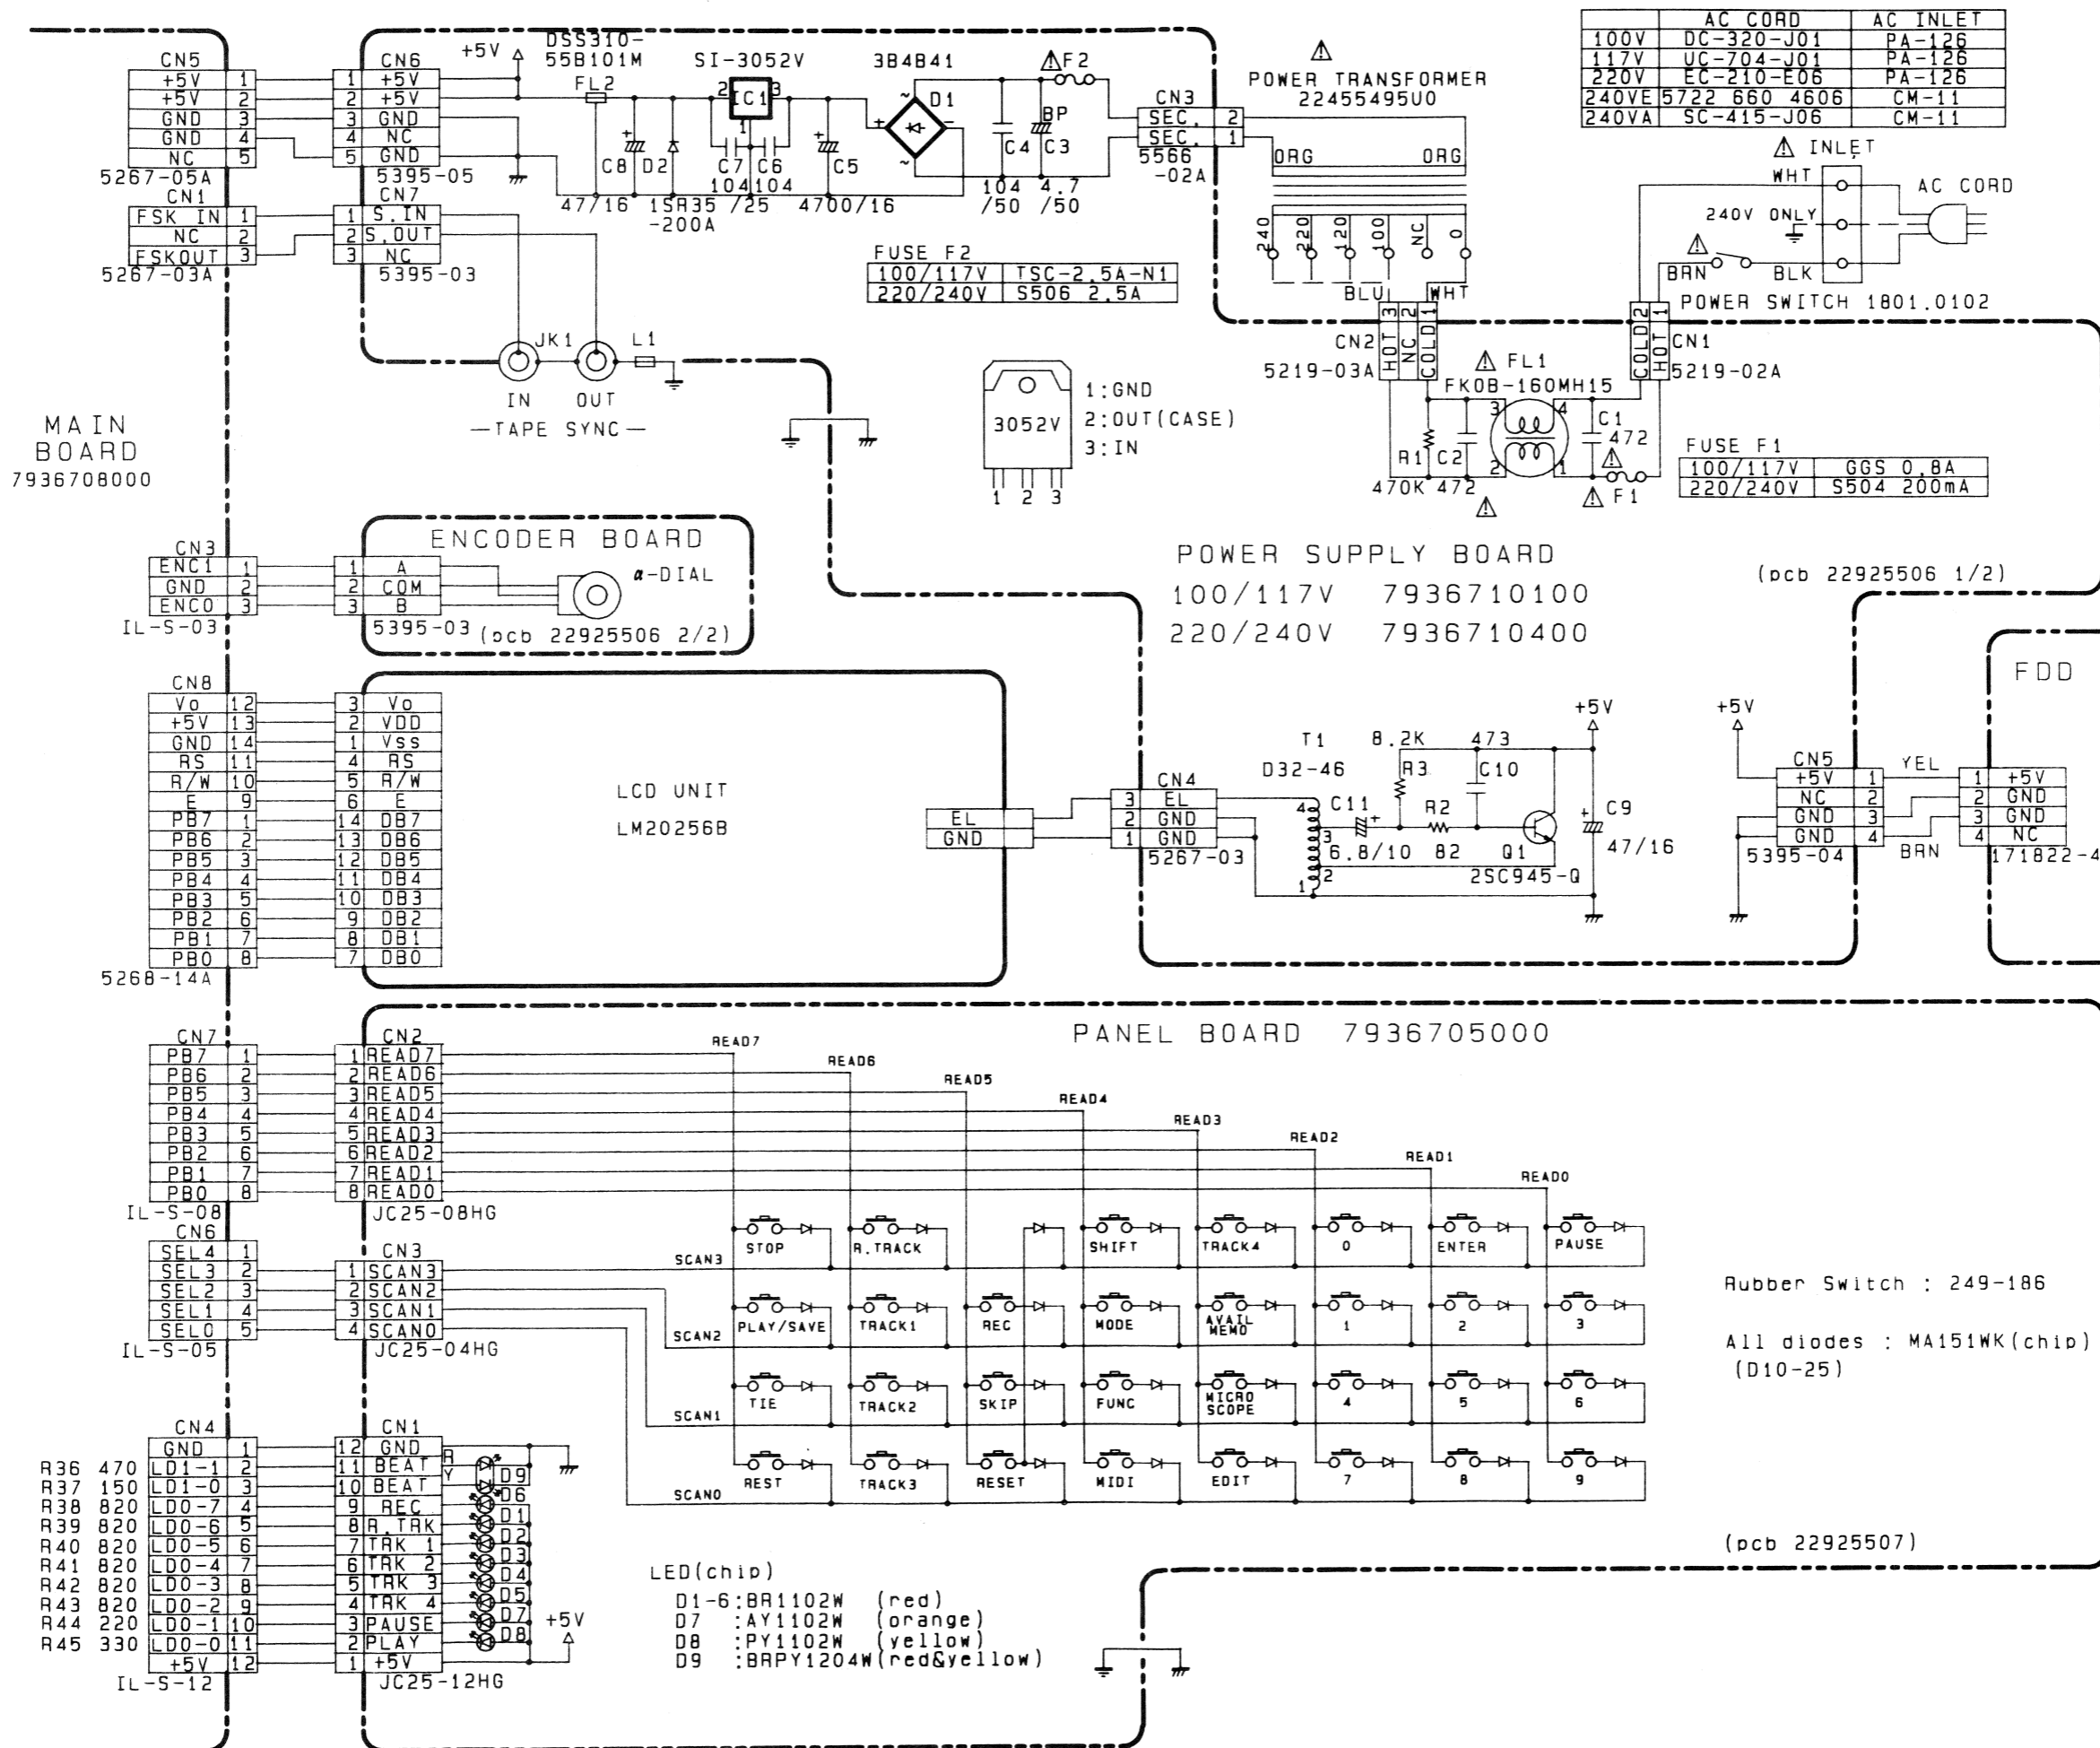 AC CORD AC INLET
100V DC-320-J01 PA-126
117V UC-704-J01 PA-126
220V EC-210-E06 PA-126
240VE 5722 660 4606 CM-11
240VA SC-415-J06 CM-11
CN5
+5V 1
+5V 2
GND 3
GND 4
NC 5
5267-05A
CN6
1 +5V
2 +5V
3 GND
4 NC
5 GND
5395-05
+5V
DSS310-
55B101M
FL2
SI-3052V
2 IC1 3
1
3B4B41
D1
+ -
~
~
F2
C8 D2 C7 C6 C5 C4 C3
BP
104 104
47/16 1SR35 /25 4700/16
-200A
104 4.7
/50 /50
CN3
SEC. 2
SEC. 1
5566
-02A
POWER TRANSFORMER
22455495U0
ORG ORG
240 220 120 100 NC 0
BLU WHT
INLET
WHT
AC CORD
240V ONLY
BRN BLK
POWER SWITCH 1801.0102
CN1
FSK IN 1
NC 2
FSKOUT 3
5267-03A
CN7
1 S.IN
2 S.OUT
3 NC
5395-03
JK1 L1
IN OUT
—TAPE SYNC—
FUSE F2
100/117V TSC-2.5A-N1
220/240V S506 2.5A
3052V
1 2 3
1:GND
2:OUT(CASE)
3:IN
CN2
HOT 3
NC 2
COLD 1
5219-03A
COLD 2
HOT 1
CN1
5219-02A
FL1
FKOB-160MH15
3 4
2 1
R1 C2
470K 472
C1
472
F1
FUSE F1
100/117V GGS 0.8A
220/240V S504 200mA
MAIN
BOARD
7936708000
CN3
ENC1 1
GND 2
ENC0 3
IL-S-03
ENCODER BOARD
1 A
2 COM
3 B
α-DIAL
5395-03 (pcb 22925506 2/2)
POWER SUPPLY BOARD
100/117V 7936710100
220/240V 7936710400
(pcb 22925506 1/2)
CN8
Vo 12
+5V 13
GND 14
RS 11
R/W 10
E 9
PB7 1
PB6 2
PB5 3
PB4 4
PB3 5
PB2 6
PB1 7
PB0 8
5268-14A
3 Vo
2 VDD
1 Vss
4 RS
5 R/W
6 E
14 DB7
13 DB6
12 DB5
11 DB4
10 DB3
9 DB2
8 DB1
7 DB0
LCD UNIT
LM20256B
EL
GND
CN4
3 EL
2 GND
1 GND
5267-03
T1
D32-46
4
3
2
1
8.2K
R3
473
C10
C11
+
6.8/10
R2
82
Q1
2SC945-Q
+5V
+
C9
47/16
+5V
CN5
+5V 1
NC 2
GND 3
GND 4
5395-04
YEL
BRN
FDD
1 +5V
2 GND
3 GND
4 NC
171822-4
PANEL BOARD 7936705000
CN7
PB7 1
PB6 2
PB5 3
PB4 4
PB3 5
PB2 6
PB1 7
PB0 8
IL-S-08
CN2
1 READ7
2 READ6
3 READ5
4 READ4
5 READ3
6 READ2
7 READ1
8 READ0
JC25-08HG
READ7
READ6
READ5
READ4
READ3
READ2
READ1
READ0
CN6
SEL4 1
SEL3 2
SEL2 3
SEL1 4
SEL0 5
IL-S-05
CN3
1 SCAN3
2 SCAN2
3 SCAN1
4 SCAN0
JC25-04HG
STOP R.TRACK SHIFT TRACK4 0 ENTER PAUSE
SCAN3
PLAY/SAVE TRACK1 REC MODE AVAIL MEMO 1 2 3
SCAN2
TIE TRACK2 SKIP FUNC MICRO SCOPE 4 5 6
SCAN1
REST TRACK3 RESET MIDI EDIT 7 8 9
SCAN0
Rubber Switch : 249-186
All diodes : MA151WK(chip)
(D10-25)
CN4
GND 1
R36 470 LD1-1 2
R37 150 LD1-0 3
R38 820 LD0-7 4
R39 820 LD0-6 5
R40 820 LD0-5 6
R41 820 LD0-4 7
R42 820 LD0-3 8
R43 820 LD0-2 9
R44 220 LD0-1 10
R45 330 LD0-0 11
+5V 12
IL-S-12
CN1
12 GND
11 BEAT R
10 BEAT Y
9 REC
8 R.TRK
7 TRK 1
6 TRK 2
5 TRK 3
4 TRK 4
3 PAUSE
2 PLAY
1 +5V
JC25-12HG
D9
D6
D1
D2
D3
D4
D5
D7
D8
+5V
LED(chip)
D1-6:BR1102W (red)
D7 :AY1102W (orange)
D8 :PY1102W (yellow)
D9 :BRPY1204W(red&yellow)
(pcb 22925507)